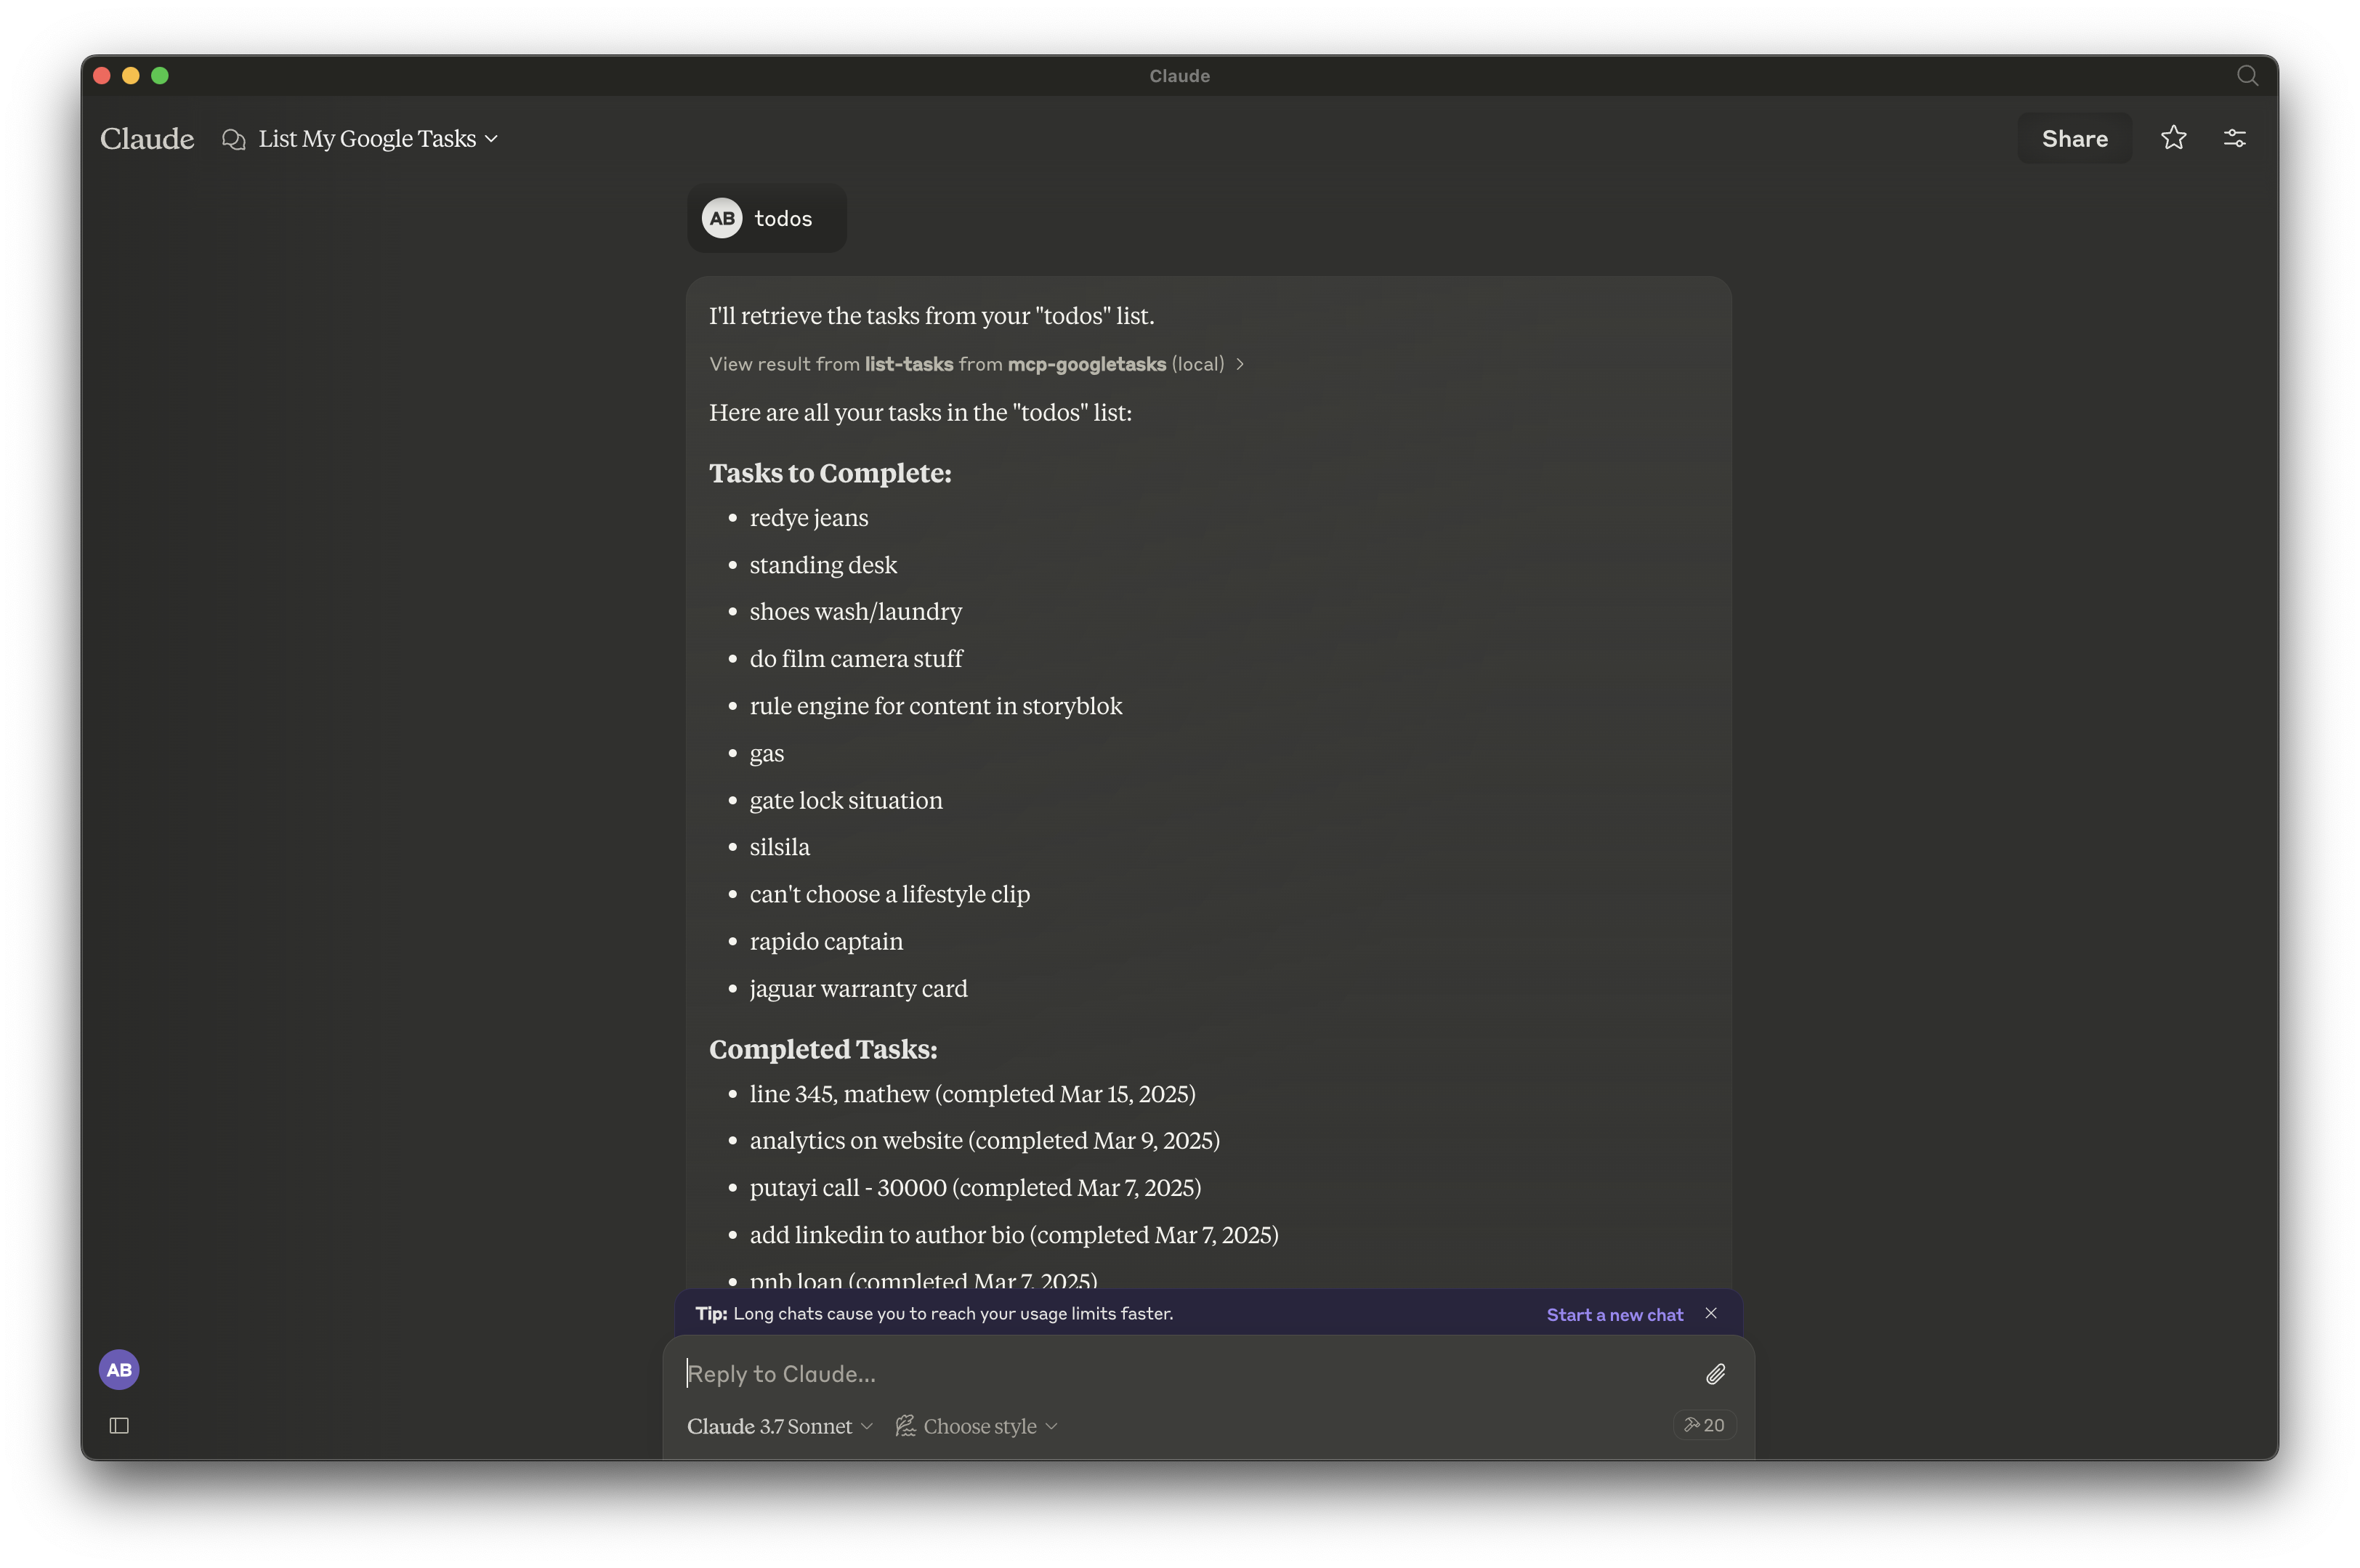 Claude
Claude
List My Google Tasks
Share
AB todos
I'll retrieve the tasks from your "todos" list.
View result from list-tasks from mcp-googletasks (local)
Here are all your tasks in the "todos" list:
Tasks to Complete:
• redye jeans
• standing desk
• shoes wash/laundry
• do film camera stuff
• rule engine for content in storyblok
• gas
• gate lock situation
• silsila
• can't choose a lifestyle clip
• rapido captain
• jaguar warranty card
Completed Tasks:
• line 345, mathew (completed Mar 15, 2025)
• analytics on website (completed Mar 9, 2025)
• putayi call - 30000 (completed Mar 7, 2025)
• add linkedin to author bio (completed Mar 7, 2025)
• pnb loan (completed Mar 7, 2025)
Tip: Long chats cause you to reach your usage limits faster.
Start a new chat
AB
Reply to Claude...
Claude 3.7 Sonnet
Choose style
20